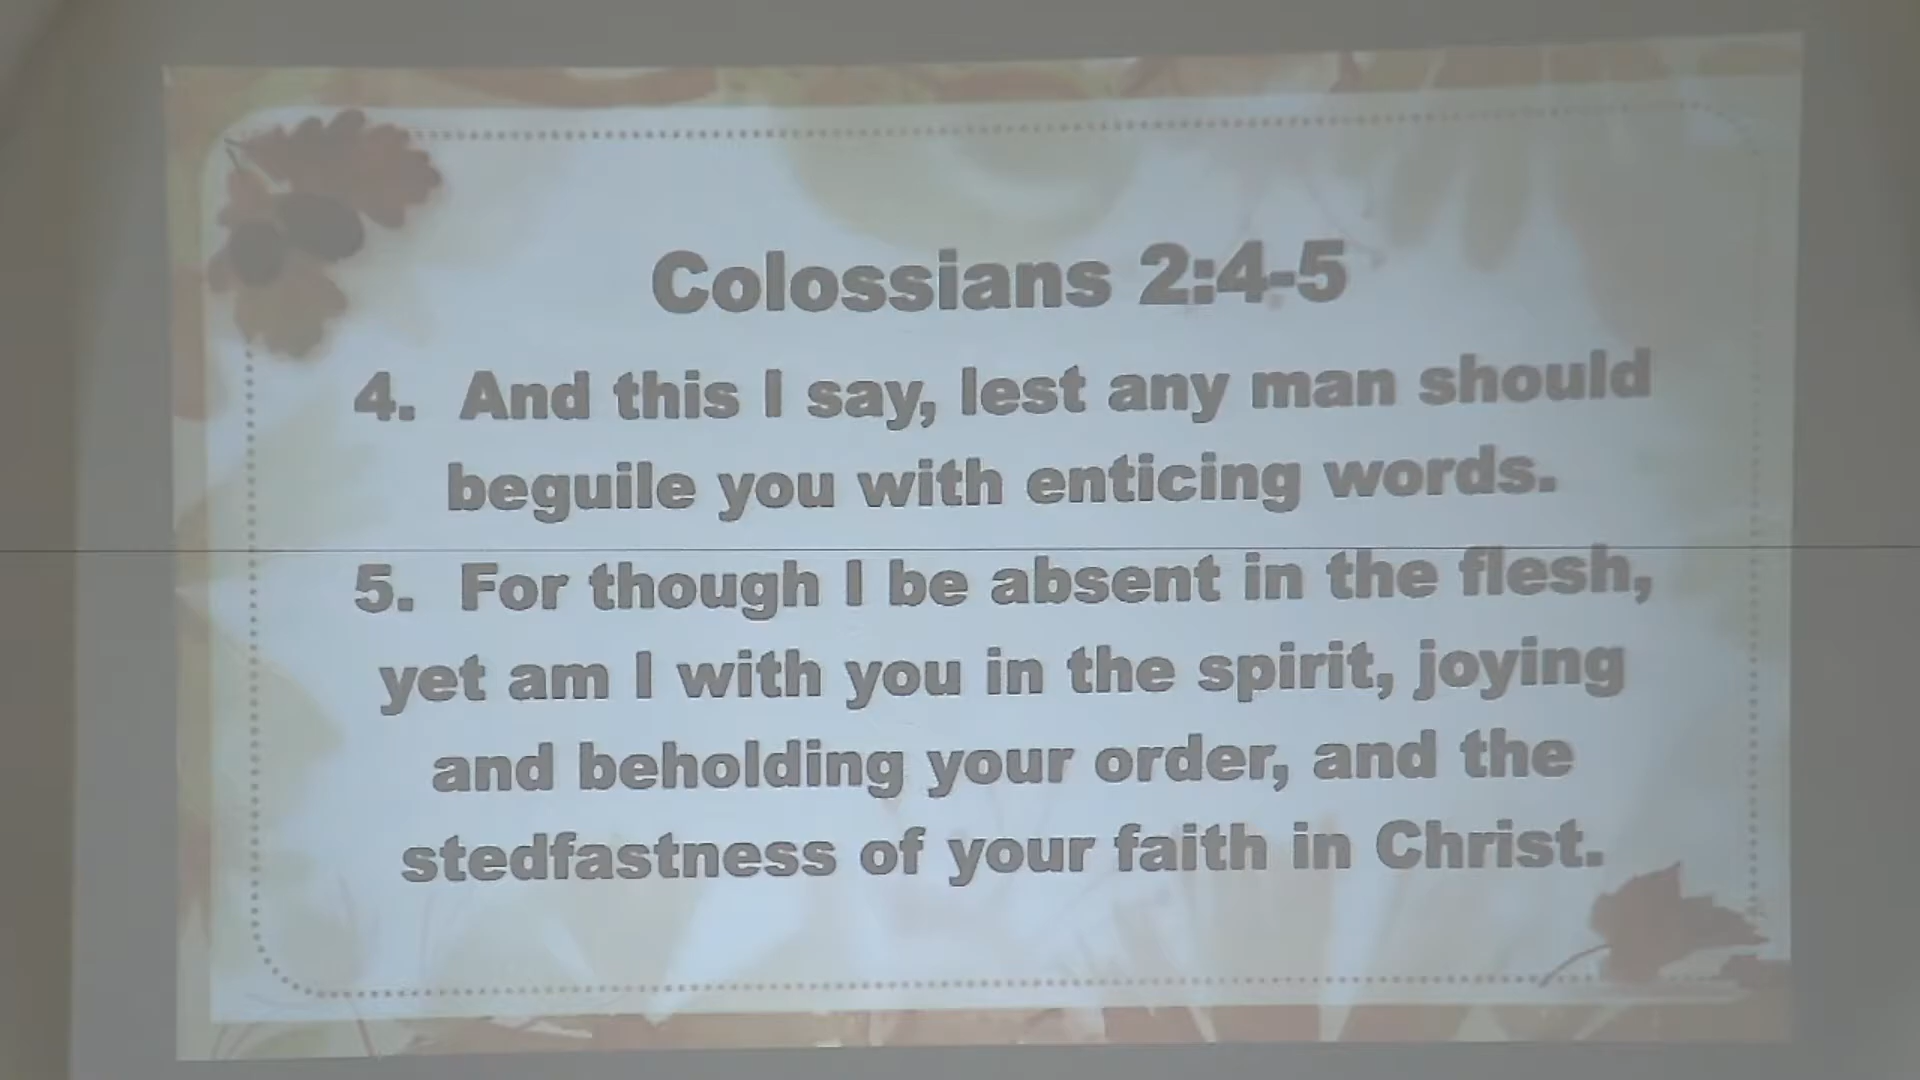 Colossians 2:4-5
4. And this I say, lest any man should
beguile you with enticing words.
5. For though I be absent in the flesh,
yet am I with you in the spirit, joying
and beholding your order, and the
stedfastness of your faith in Christ.